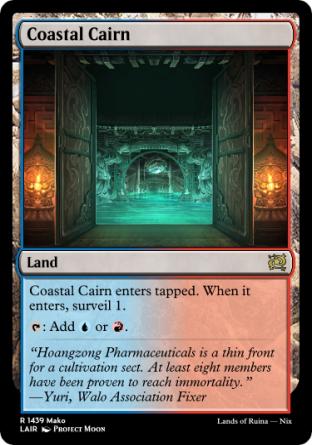 Coastal Cairn
Land
Coastal Cairn enters tapped. When it
enters, surveil 1.
: Add or .
“Hoangzong Pharmaceuticals is a thin front
for a cultivation sect. At least eight members
have been proven to reach immortality.”
—Yuri, Walo Association Fixer
R 1439 Mako
LAIR Profect Moon
Lands of Ruina — Nix